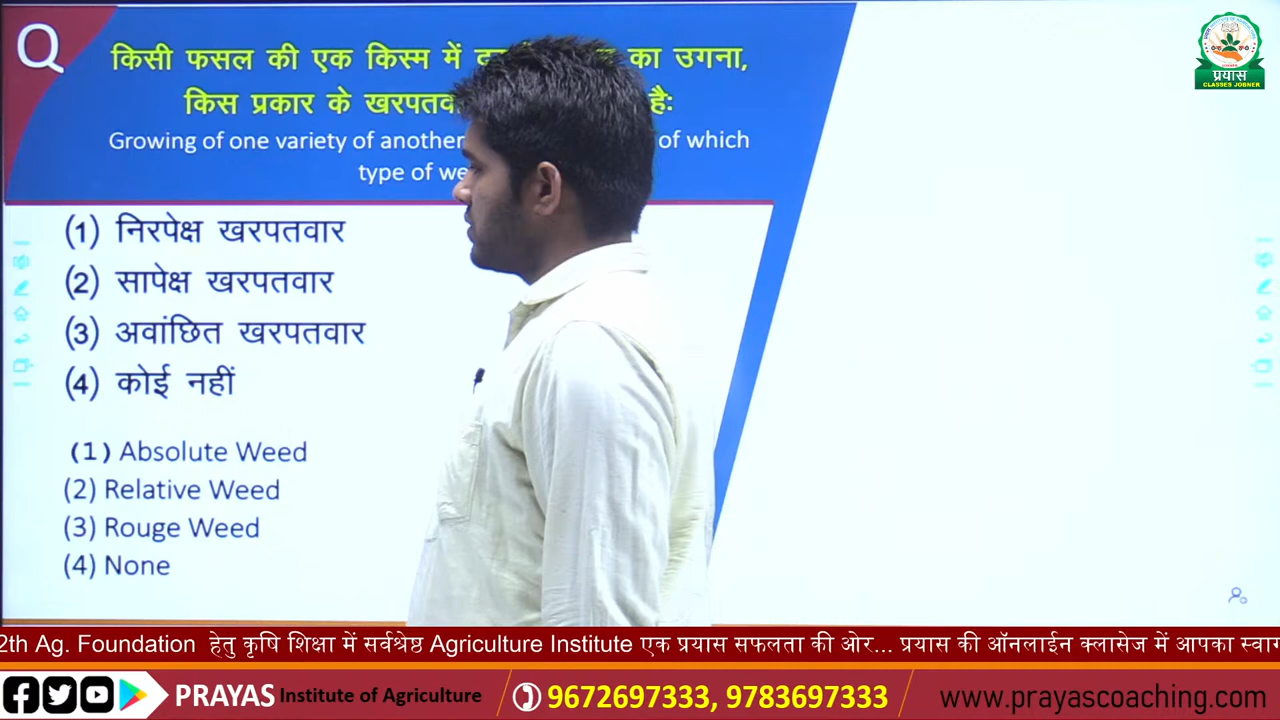 Q
किसी फसल की एक किस्म में का उगना,
किस प्रकार के है:
Growing of one variety of another of which
type of
(1) निरपेक्ष खरपतवार
(2) सापेक्ष खरपतवार
(3) अवांछित खरपतवार
(4) कोई नहीं
(1) Absolute Weed
(2) Relative Weed
(3) Rouge Weed
(4) None
प्रयास
CLASSES JOBNER
2th Ag. Foundation हेतु कृषि शिक्षा में सर्वश्रेष्ठ Agriculture Institute एक प्रयास सफलता की ओर... प्रयास की ऑनलाईन क्लासेज में आपका
PRAYAS Institute of Agriculture
9672697333, 9783697333
www.prayascoaching.com